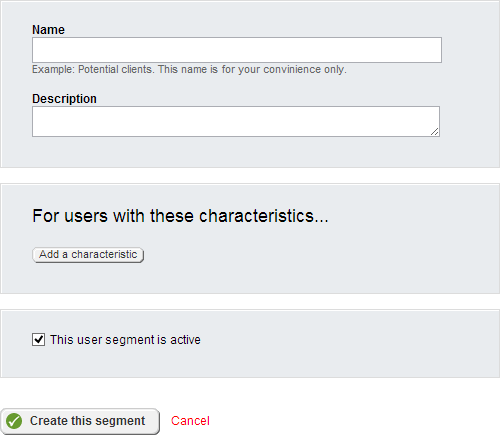 Name
Example: Potential clients. This name is for your convinience only.
Description
For users with these characteristics...
Add a characteristic
This user segment is active
Create this segment Cancel